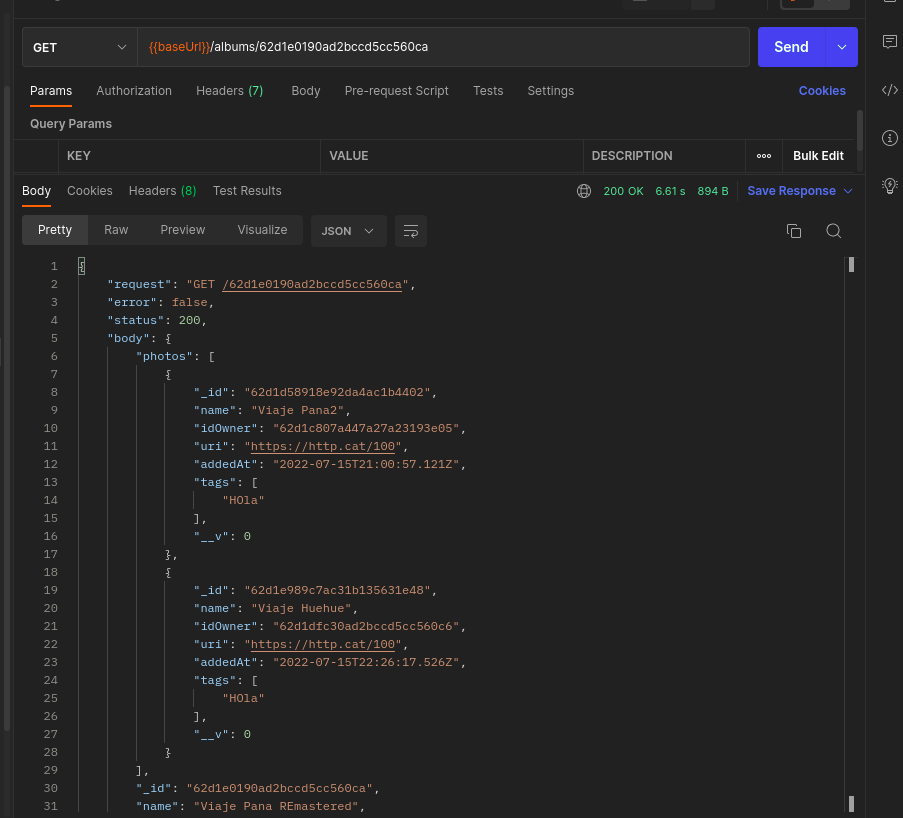 GET {{baseUrl}}/albums/62d1e0190ad2bccd5cc560ca Send
Params Authorization Headers (7) Body Pre-request Script Tests Settings Cookies
Query Params
KEY VALUE DESCRIPTION ooo Bulk Edit
Body Cookies Headers (8) Test Results 200 OK 6.61 s 894 B Save Response
Pretty Raw Preview Visualize JSON
1 {
2 "request": "GET /62d1e0190ad2bccd5cc560ca",
3 "error": false,
4 "status": 200,
5 "body": {
6 "photos": [
7 {
8 "_id": "62d1d58918e92da4ac1b4402",
9 "name": "Viaje Pana2",
10 "idOwner": "62d1c807a447a27a23193e05",
11 "uri": "https://http.cat/100",
12 "addedAt": "2022-07-15T21:00:57.121Z",
13 "tags": [
14 "HOla"
15 ],
16 "__v": 0
17 },
18 {
19 "_id": "62d1e989c7ac31b135631e48",
20 "name": "Viaje Huehue",
21 "idOwner": "62d1dfc30ad2bccd5cc560c6",
22 "uri": "https://http.cat/100",
23 "addedAt": "2022-07-15T22:26:17.526Z",
24 "tags": [
25 "HOla"
26 ],
27 "__v": 0
28 }
29 ],
30 "_id": "62d1e0190ad2bccd5cc560ca",
31 "name": "Viaje Pana REmastered",